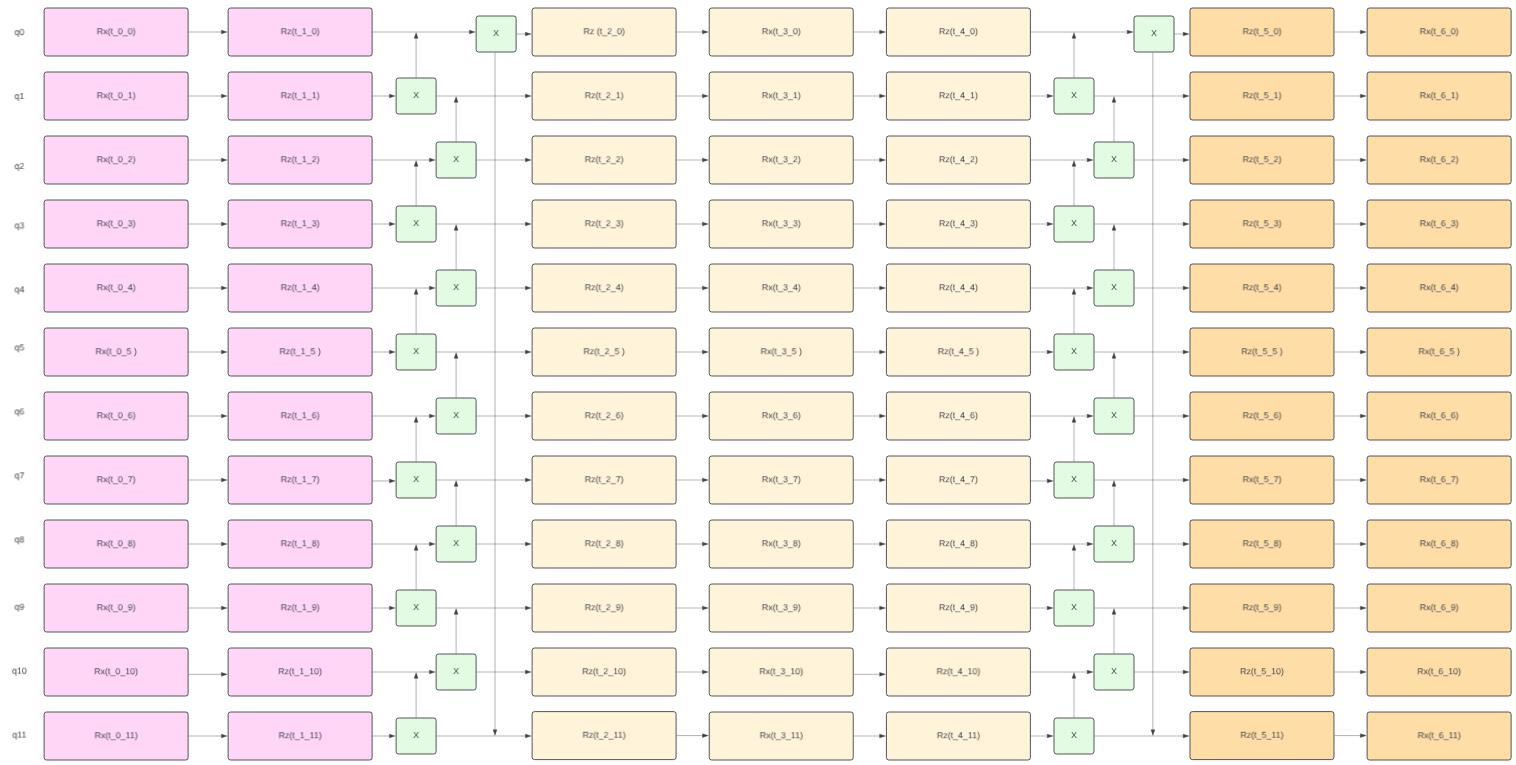 q0 Rx(t_0_0) Rz(t_1_0) X Rz (t_2_0) Rx(t_3_0) Rz(t_4_0) X Rz(t_5_0) Rx(t_6_0)
q1 Rx(t_0_1) Rz(t_1_1) X Rz(t_2_1) Rx(t_3_1) Rz(t_4_1) X Rz(t_5_1) Rx(t_6_1)
q2 Rx(t_0_2) Rz(t_1_2) X Rz(t_2_2) Rx(t_3_2) Rz(t_4_2) X Rz(t_5_2) Rx(t_6_2)
q3 Rx(t_0_3) Rz(t_1_3) X Rz(t_2_3) Rx(t_3_3) Rz(t_4_3) X Rz(t_5_3) Rx(t_6_3)
q4 Rx(t_0_4) Rz(t_1_4) X Rz(t_2_4) Rx(t_3_4) Rz(t_4_4) X Rz(t_5_4) Rx(t_6_4)
q5 Rx(t_0_5 ) Rz(t_1_5 ) X Rz(t_2_5 ) Rx(t_3_5 ) Rz(t_4_5 ) X Rz(t_5_5 ) Rx(t_6_5 )
q6 Rx(t_0_6) Rz(t_1_6) X Rz(t_2_6) Rx(t_3_6) Rz(t_4_6) X Rz(t_5_6) Rx(t_6_6)
q7 Rx(t_0_7) Rz(t_1_7) X Rz(t_2_7) Rx(t_3_7) Rz(t_4_7) X Rx(t_5_7) Rx(t_6_7)
q8 Rx(t_0_8) Rz(t_1_8) X Rz(t_2_8) Rx(t_3_8) Rz(t_4_8) X Rz(t_5_8) Rx(t_6_8)
q9 Rx(t_0_9) Rz(t_1_9) X Rz(t_2_9) Rx(t_3_9) Rz(t_4_9) X Rz(t_5_9) Rx(t_6_9)
q10 Rx(t_0_10) Rz(t_1_10) X Rz(t_2_10) Rx(t_3_10) Rz(t_4_10) X Rz(t_5_10) Rx(t_6_10)
q11 Rx(t_0_11) Rz(t_1_11) X Rz(t_2_11) Rx(t_3_11) Rz(t_4_11) X Rz(t_5_11) Rx(t_6_11)